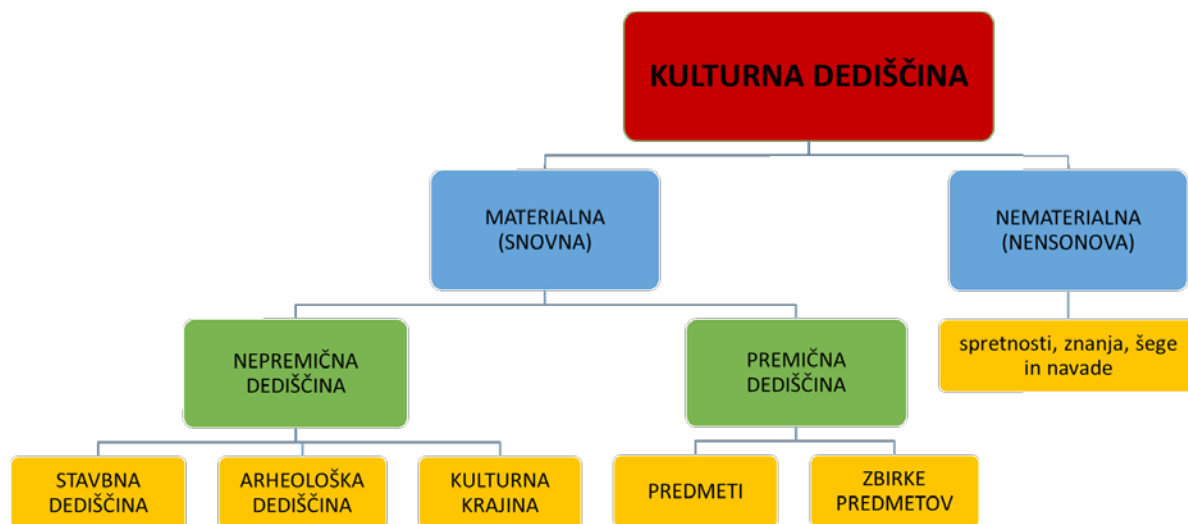 KULTURNA DEDIŠČINA
MATERIALNA
(SNOVNA)
NEMATERIALNA
(NENSONOVA)
NEPREMIČNA
DEDIŠČINA
PREMIČNA
DEDIŠČINA
spretnosti, znanja, šege
in navade
STAVBNA
DEDIŠČINA
ARHEOLOŠKA
DEDIŠČINA
KULTURNA
KRAJINA
PREDMETI
ZBIRKE
PREDMETOV